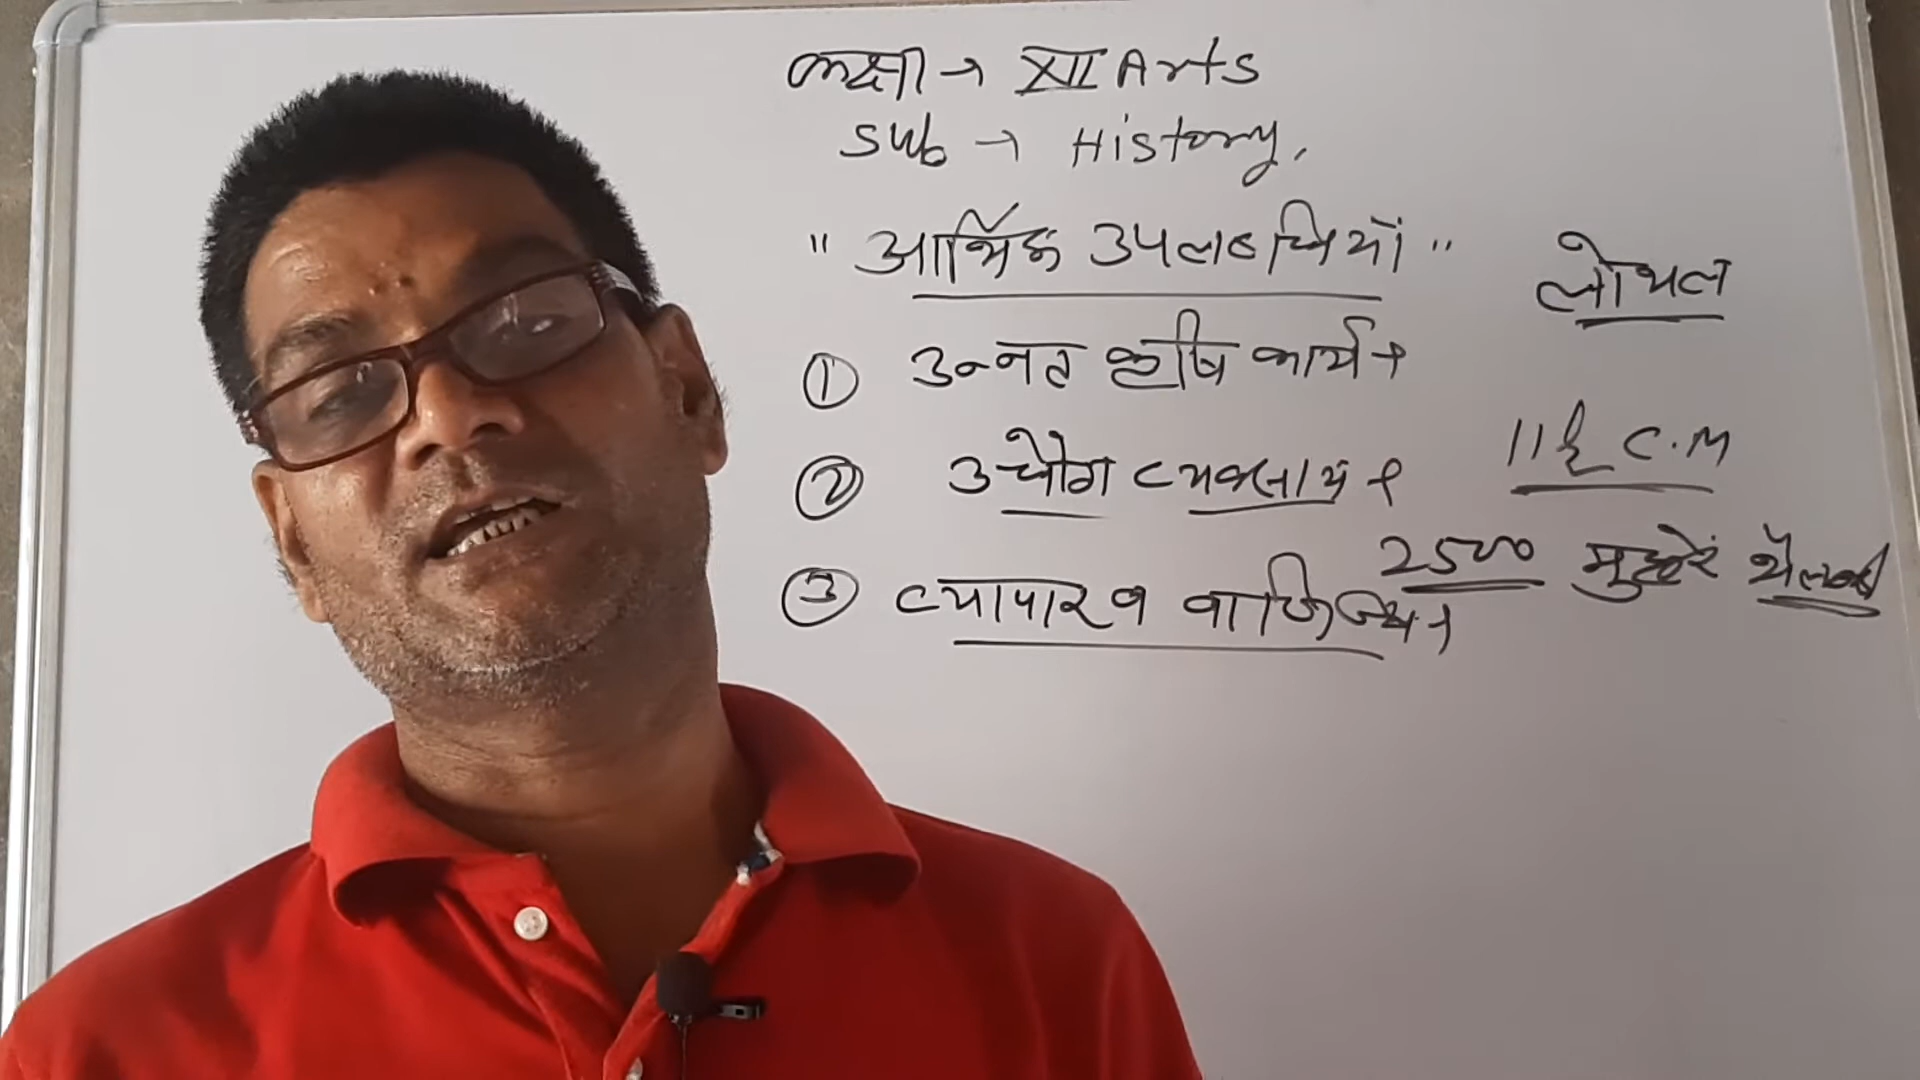 कक्षा → XII Arts
Sub → History,
" आर्थिक उपलब्धियाँ "
लोथल
① उन्नत कृषि कार्य →
② उद्योग व्यवसाय →
11½ C.M
③ व्यापार व वाणिज्य →
2500 मुहरें